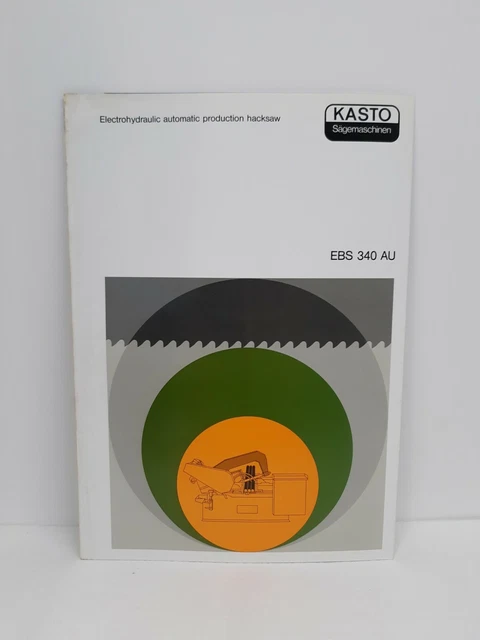 Electrohydraulic automatic production hacksaw
KASTO
Sägemaschinen
EBS 340 AU